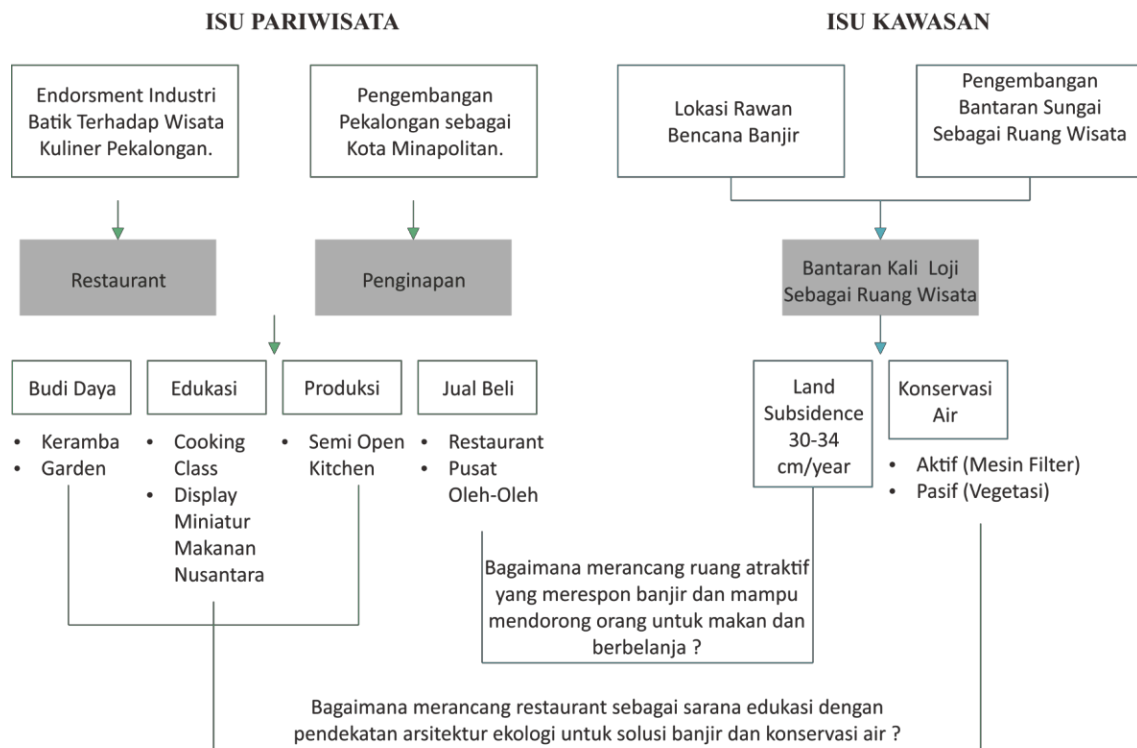 ISU PARIWISATA
Endorsment Industri
Batik Terhadap Wisata
Kuliner Pekalongan.
Pengembangan
Pekalongan sebagai
Kota Minapolitan.
Restaurant
Penginapan
Budi Daya
• Keramba
• Garden
Edukasi
• Cooking
Class
• Display
Miniatur
Makanan
Nusantara
Produksi
• Semi Open
Kitchen
Jual Beli
• Restaurant
• Pusat
Oleh-Oleh
ISU KAWASAN
Lokasi Rawan
Bencana Banjir
Pengembangan
Bantaran Sungai
Sebagai Ruang Wisata
Bantaran Kali Loji
Sebagai Ruang Wisata
Land
Subsidence
30-34
cm/year
Konservasi
Air
• Aktif (Mesin Filter)
• Pasif (Vegetasi)
Bagaimana merancang ruang atraktif
yang merespon banjir dan mampu
mendorong orang untuk makan dan
berbelanja ?
Bagaimana merancang restaurant sebagai sarana edukasi dengan
pendekatan arsitektur ekologi untuk solusi banjir dan konservasi air ?